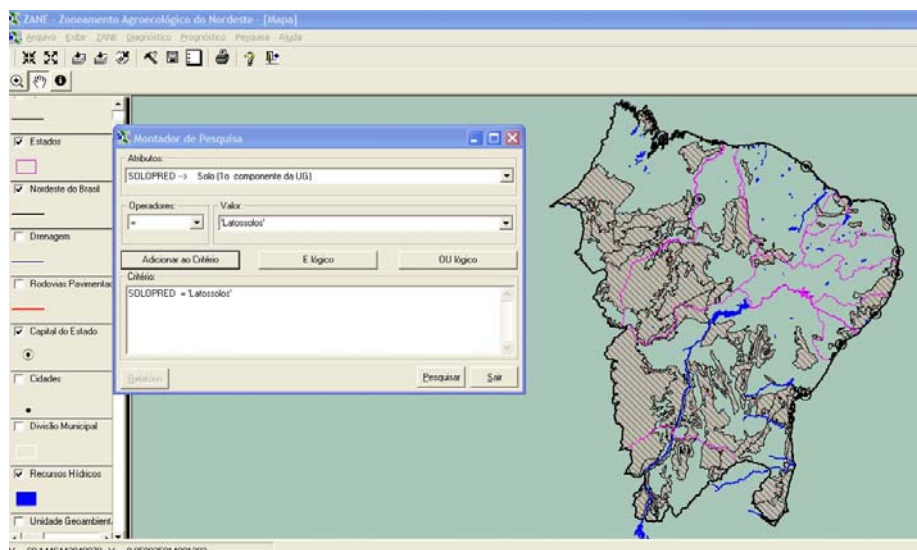 ZANE - Zoneamento Agroecológico do Nordeste - [Mapa]
Arquivo Exibir ZANE Diagnóstico Prognóstico Pesquisa Ajuda
Estados
Nordeste do Brasil
Drenagem
Rodovias Pavimentac
Capital do Estado
Cidades
Divisão Municipal
Recursos Hídricos
Unidade Geoambient
Montador de Pesquisa
Atributos:
SOLOPRED -> Solo (1o componente da UG)
Operadores: Valor:
= 'Latossolos'
Adicionar ao Critério E lógico OU lógico
Critério:
SOLOPRED = 'Latossolos'
Relatório Pesquisar Sair